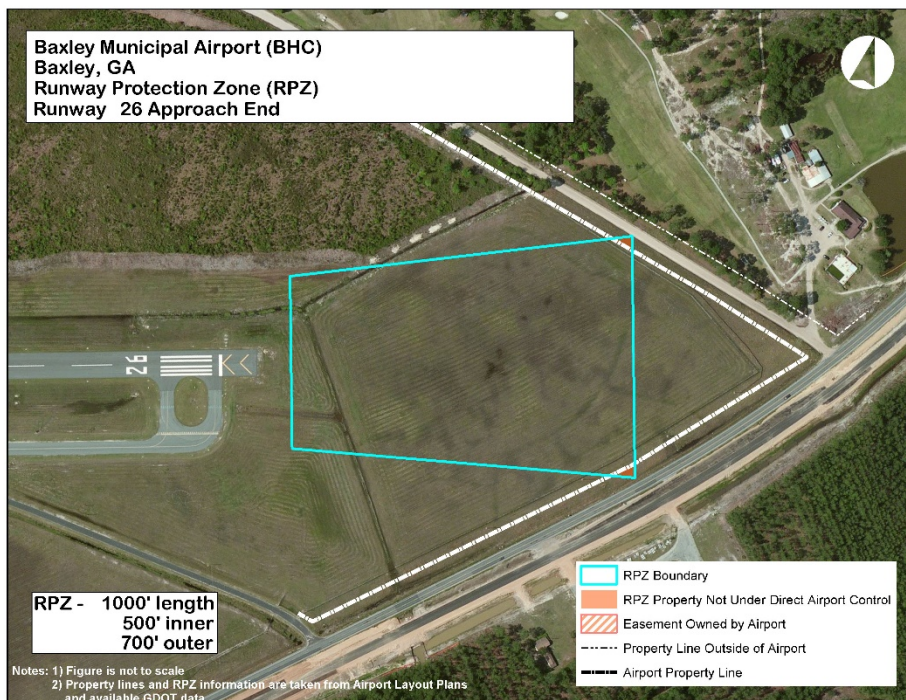 Baxley Municipal Airport (BHC)
Baxley, GA
Runway Protection Zone (RPZ)
Runway 26 Approach End
26
RPZ - 1000' length
500' inner
700' outer
RPZ Boundary
RPZ Property Not Under Direct Airport Control
Easement Owned by Airport
Property Line Outside of Airport
Airport Property Line
Notes: 1) Figure is not to scale
2) Property lines and RPZ information are taken from Airport Layout Plans
and available GDOT data